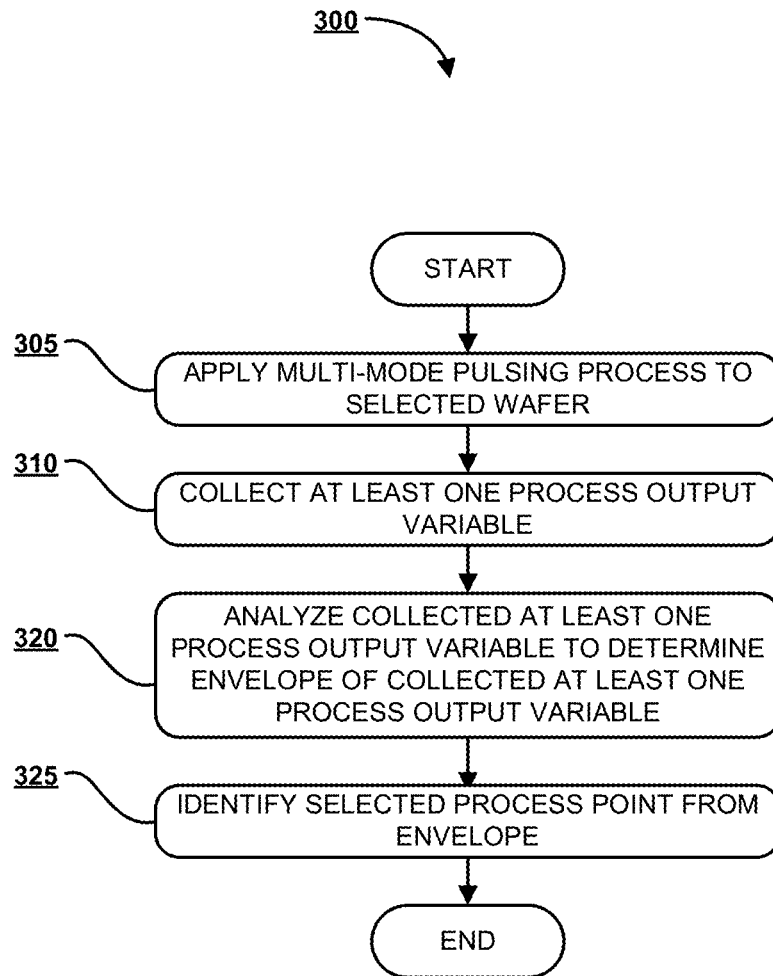 300
START
305
APPLY MULTI-MODE PULSING PROCESS TO
SELECTED WAFER
310
COLLECT AT LEAST ONE PROCESS OUTPUT
VARIABLE
320
ANALYZE COLLECTED AT LEAST ONE
PROCESS OUTPUT VARIABLE TO DETERMINE
ENVELOPE OF COLLECTED AT LEAST ONE
PROCESS OUTPUT VARIABLE
325
IDENTIFY SELECTED PROCESS POINT FROM
ENVELOPE
END